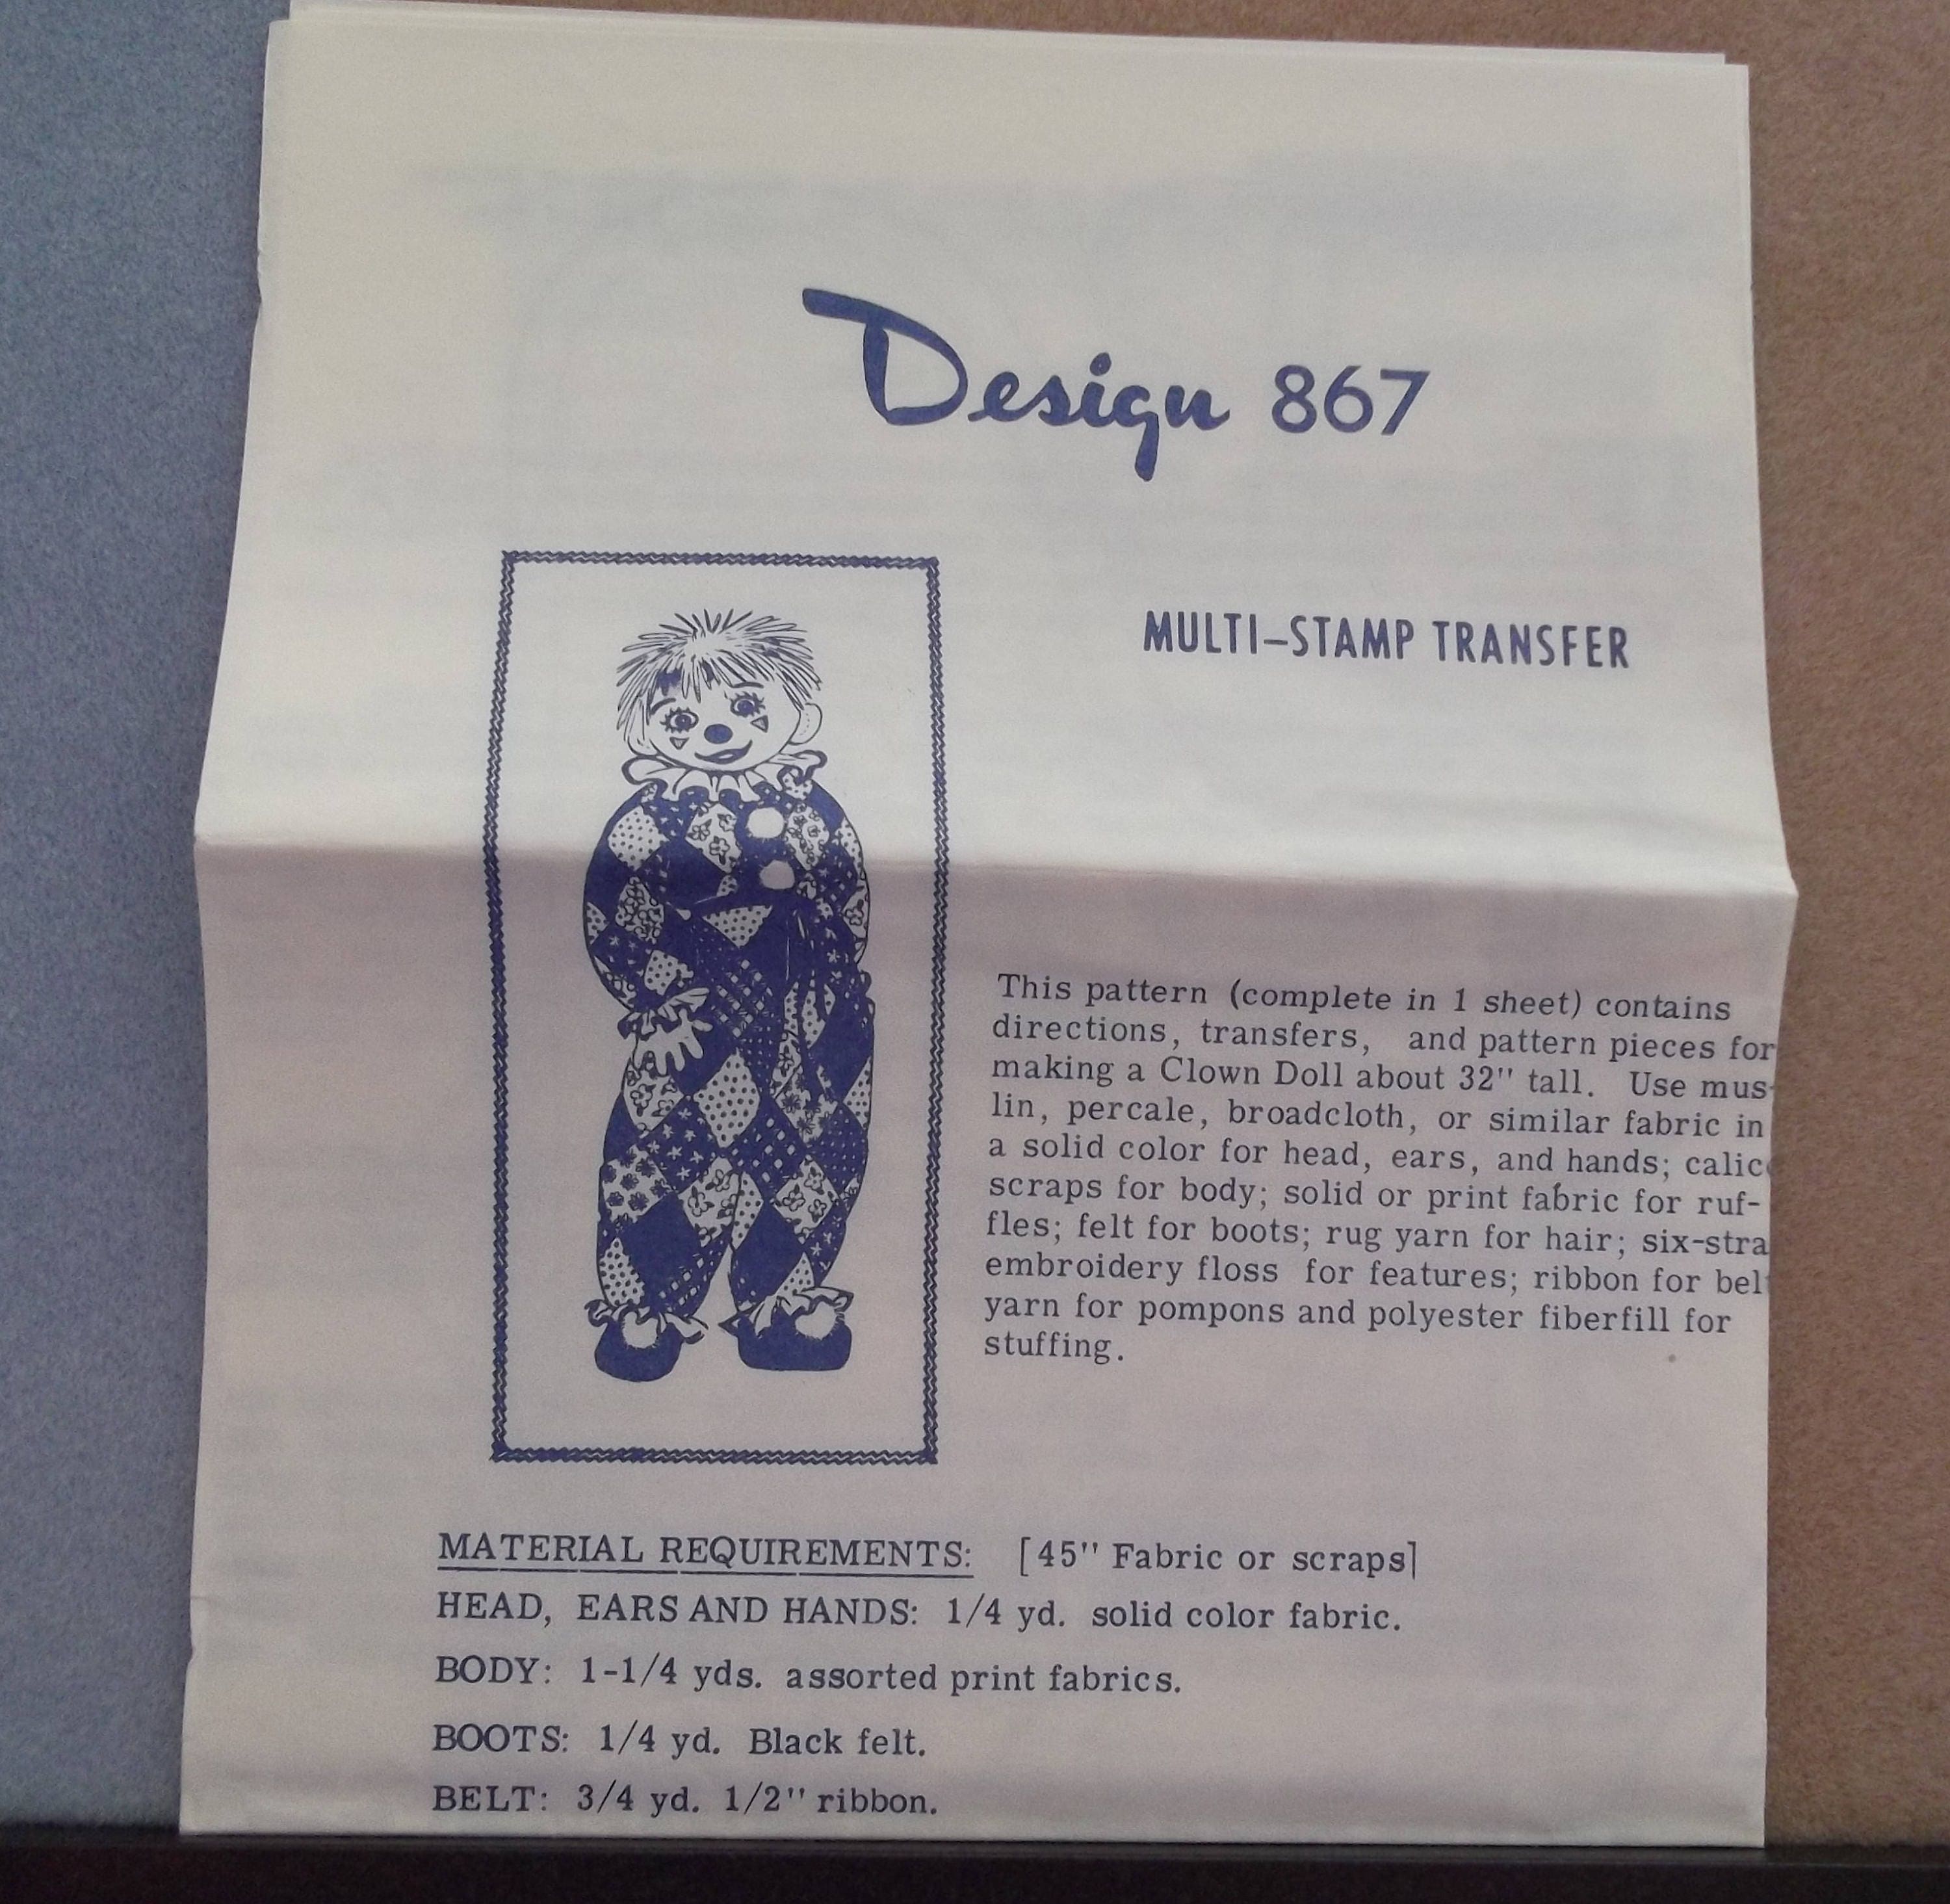 Design 867
MULTI-STAMP TRANSFER
This pattern (complete in 1 sheet) contains
directions, transfers, and pattern pieces for
making a Clown Doll about 32" tall. Use mus-
lin, percale, broadcloth, or similar fabric in
a solid color for head, ears, and hands;
scraps for body; solid or print fabric for ruf-
fles; felt for boots; rug yarn for hair;
embroidery floss for features; ribbon for
yarn for pompons and polyester fiberfill for
stuffing.
MATERIAL REQUIREMENTS: [45" Fabric or scraps]
HEAD, EARS AND HANDS: 1/4 yd. solid color fabric.
BODY: 1-1/4 yds. assorted print fabrics.
BOOTS: 1/4 yd. Black felt.
BELT: 3/4 yd. 1/2" ribbon.